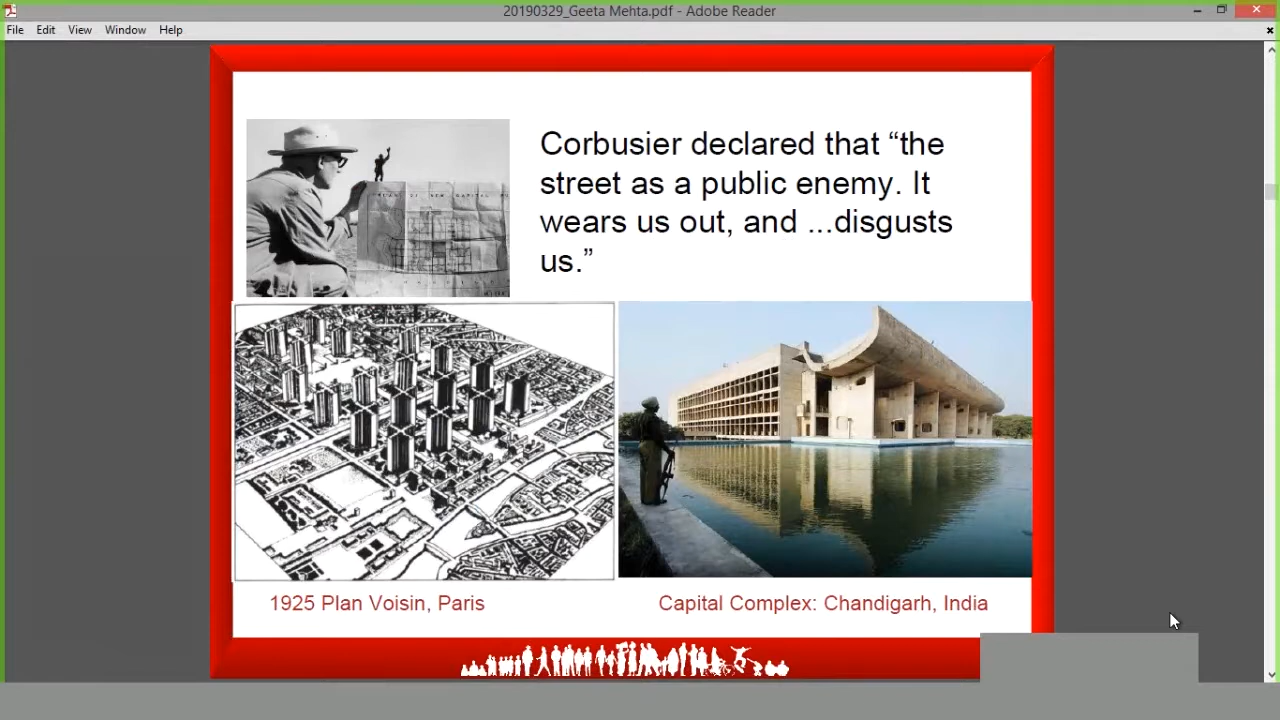 20190329_Geeta Mehta.pdf - Adobe Reader
File Edit View Window Help
Corbusier declared that “the
street as a public enemy. It
wears us out, and ...disgusts
us.”
1925 Plan Voisin, Paris
Capital Complex: Chandigarh, India